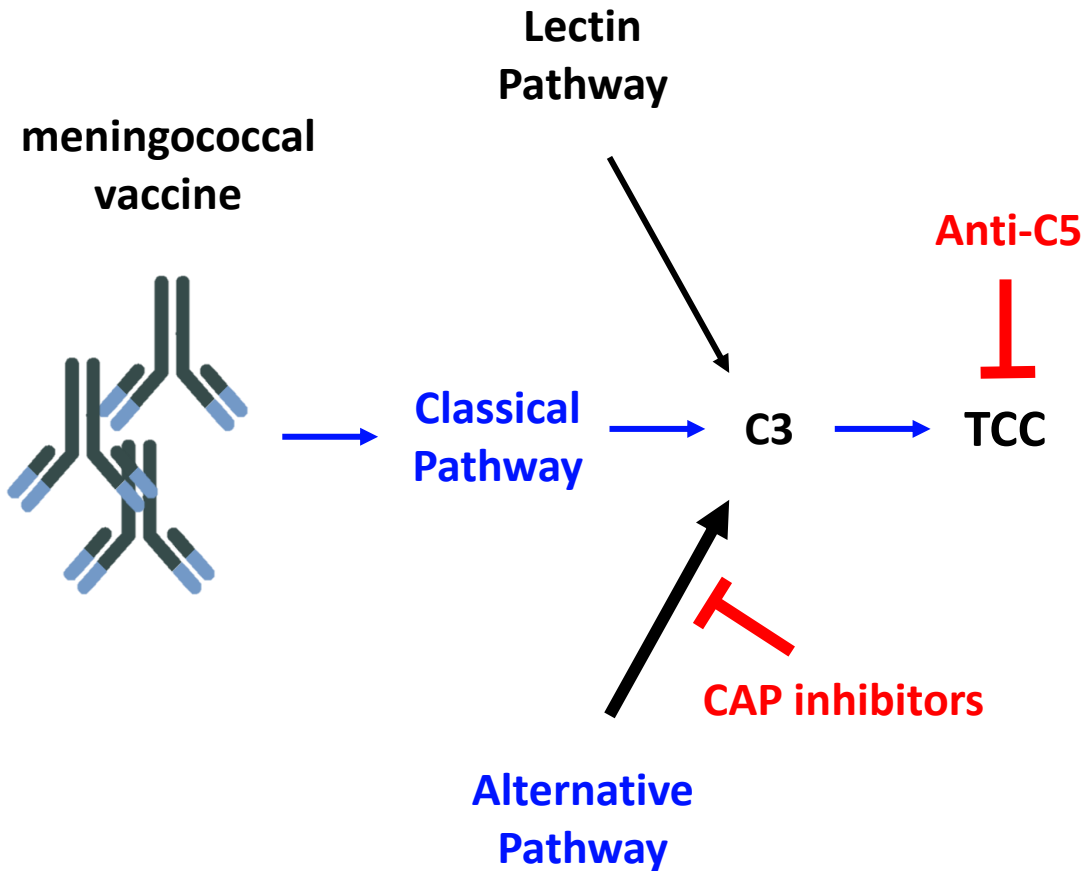 Lectin
Pathway
meningococcal
vaccine
Anti-C5
Classical
Pathway
C3
TCC
CAP inhibitors
Alternative
Pathway